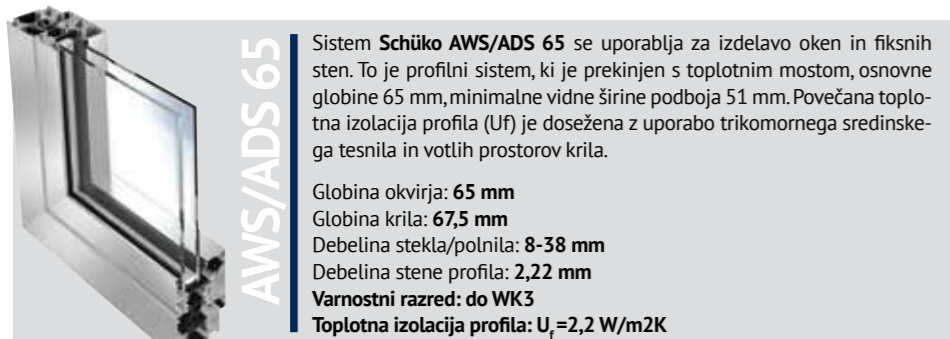 AWS/ADS 65
Sistem Schüko AWS/ADS 65 se uporablja za izdelavo oken in fiksnih
sten. To je profilni sistem, ki je prekinjen s toplotnim mostom, osnovne
globine 65 mm, minimalne vidne širine podboja 51 mm. Povečana toplo-
tna izolacija profila (Uf) je dosežena z uporabo trikomornega sredinske-
ga tesnila in votlih prostorov krila.
Globina okvirja: 65 mm
Globina krila: 67,5 mm
Debelina stekla/polnila: 8-38 mm
Debelina stene profila: 2,22 mm
Varnostni razred: do WK3
Toplotna izolacija profila: Uf=2,2 W/m2K